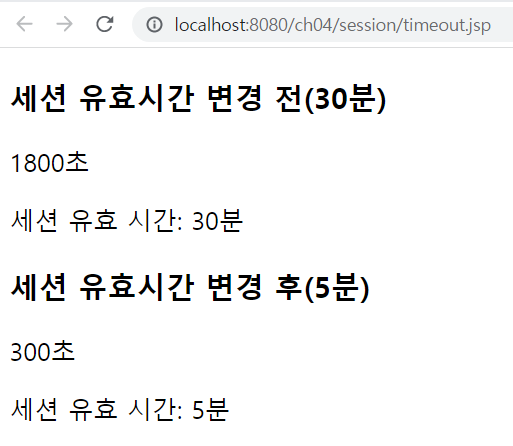 localhost:8080/ch04/session/timeout.jsp
세션 유효시간 변경 전(30분)
1800초
세션 유효 시간: 30분
세션 유효시간 변경 후(5분)
300초
세션 유효 시간: 5분